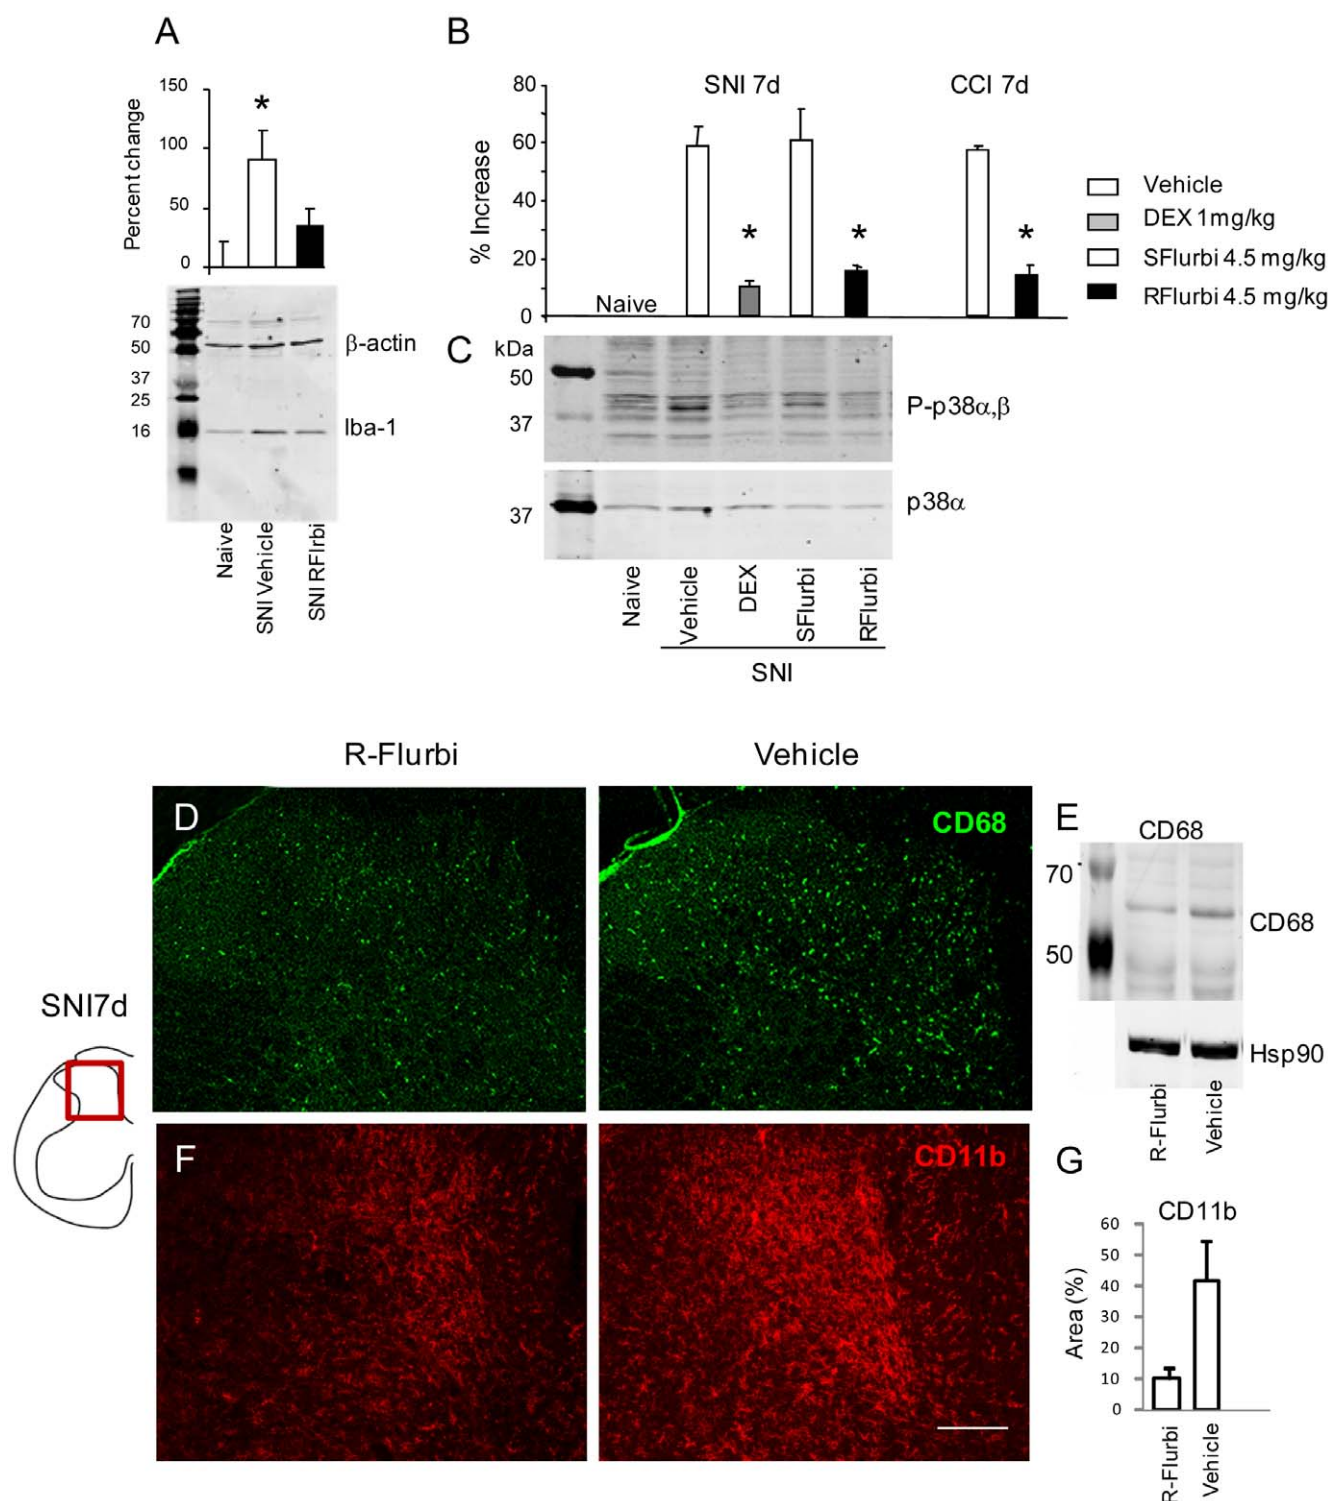 A
150
100
50
0
Percent change
*
70
50
37
25
16
β-actin
Iba-1
Naive
SNI Vehicle
SNI RFlrbi
B
80
60
40
20
0
% Increase
SNI 7d
CCI 7d
*
*
*
Naive
Vehicle
DEX 1mg/kg
SFlurbi 4.5 mg/kg
RFlurbi 4.5 mg/kg
C
kDa
50
37
P-p38α,β
37
p38α
Naive
Vehicle
DEX
SFlurbi
RFlurbi
SNI
R-Flurbi
Vehicle
D
CD68
E
CD68
70
50
CD68
Hsp90
R-Flurbi
Vehicle
SNI7d
F
CD11b
G
CD11b
60
50
40
30
20
10
0
Area (%)
R-Flurbi
Vehicle